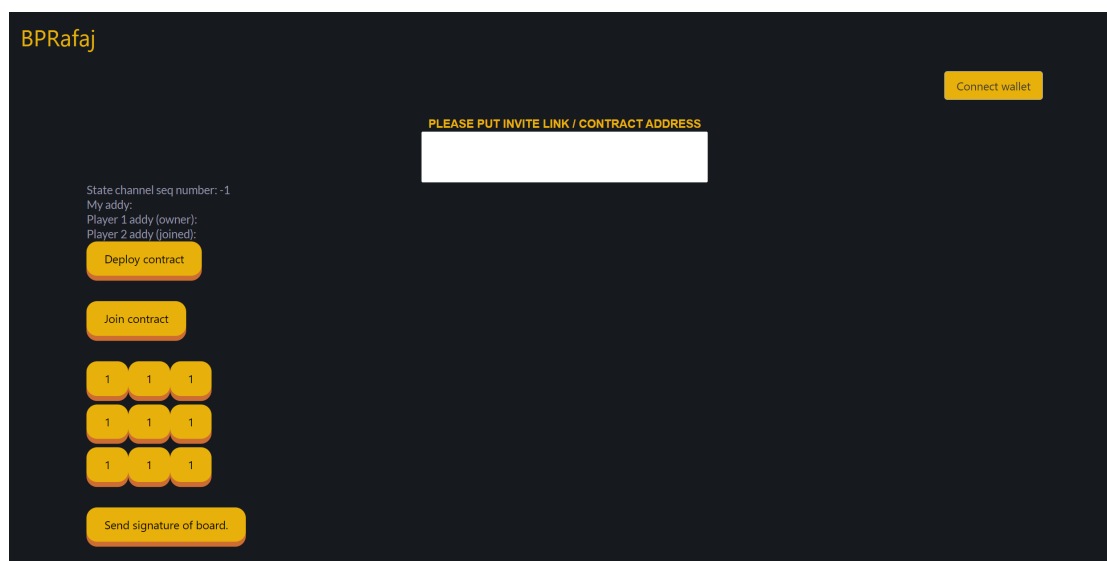 BPRafaj
Connect wallet
PLEASE PUT INVITE LINK / CONTRACT ADDRESS
State channel seq number: -1
My addy:
Player 1 addy (owner):
Player 2 addy (joined):
Deploy contract
Join contract
1 1 1
1 1 1
1 1 1
Send signature of board.